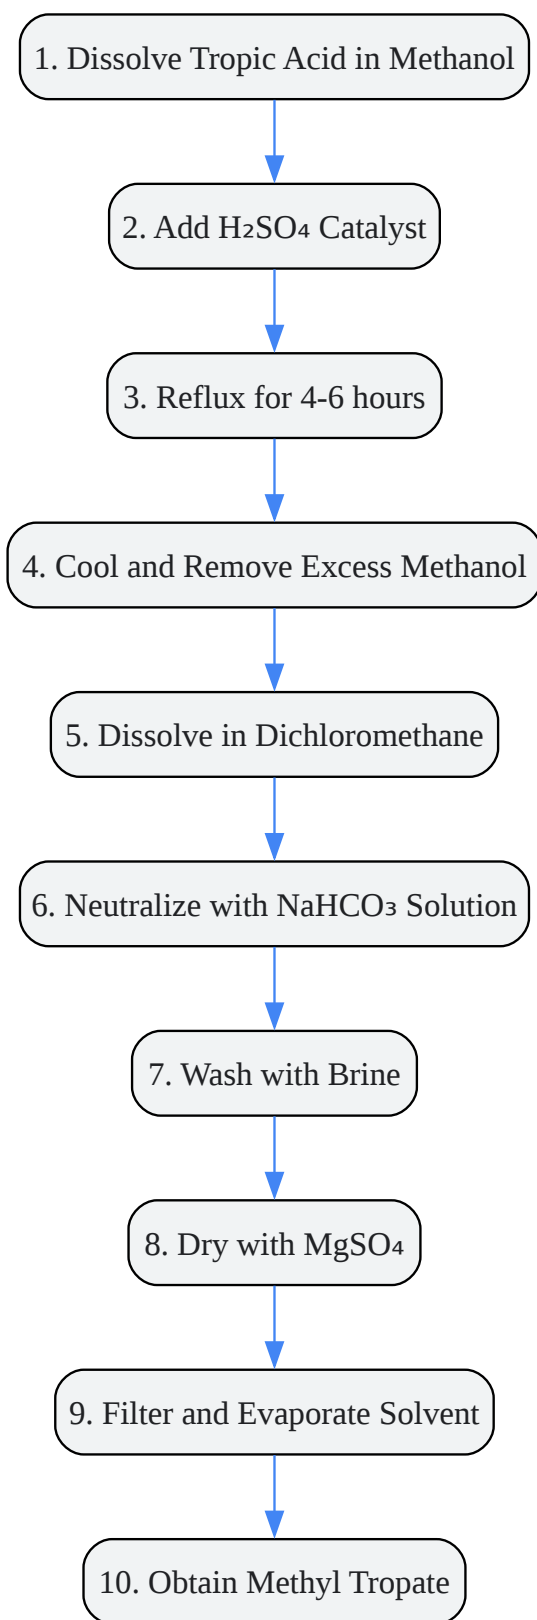 1. Dissolve Tropic Acid in Methanol
2. Add H₂SO₄ Catalyst
3. Reflux for 4-6 hours
4. Cool and Remove Excess Methanol
5. Dissolve in Dichloromethane
6. Neutralize with NaHCO₃ Solution
7. Wash with Brine
8. Dry with MgSO₄
9. Filter and Evaporate Solvent
10. Obtain Methyl Tropate